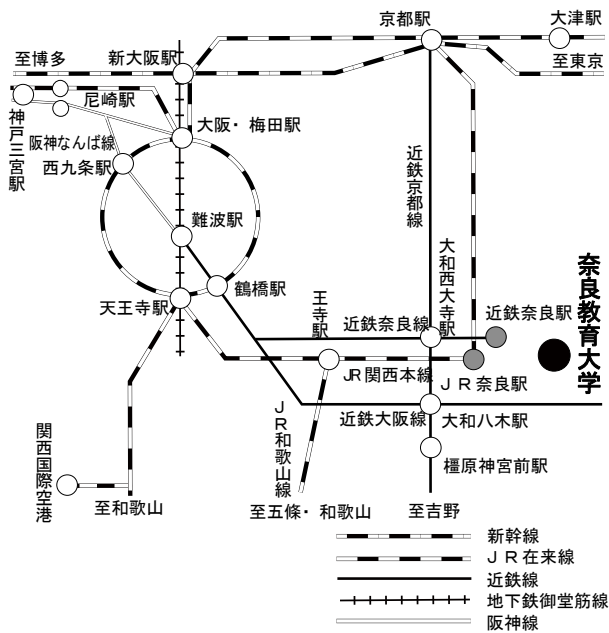 京都駅
大津駅
至博多
新大阪駅
至東京
尼崎駅
神戸三宮駅
大阪・梅田駅
阪神なんば線
西九条駅
近鉄京都線
難波駅
大和西大寺駅
奈良教育大学
鶴橋駅
天王寺駅
王寺駅
近鉄奈良線
近鉄奈良駅
JR関西本線
JR奈良駅
JR和歌山線
近鉄大阪線
大和八木駅
関西国際空港
橿原神宮前駅
至和歌山
至五條・和歌山
至吉野
新幹線
JR在来線
近鉄線
地下鉄御堂筋線
阪神線